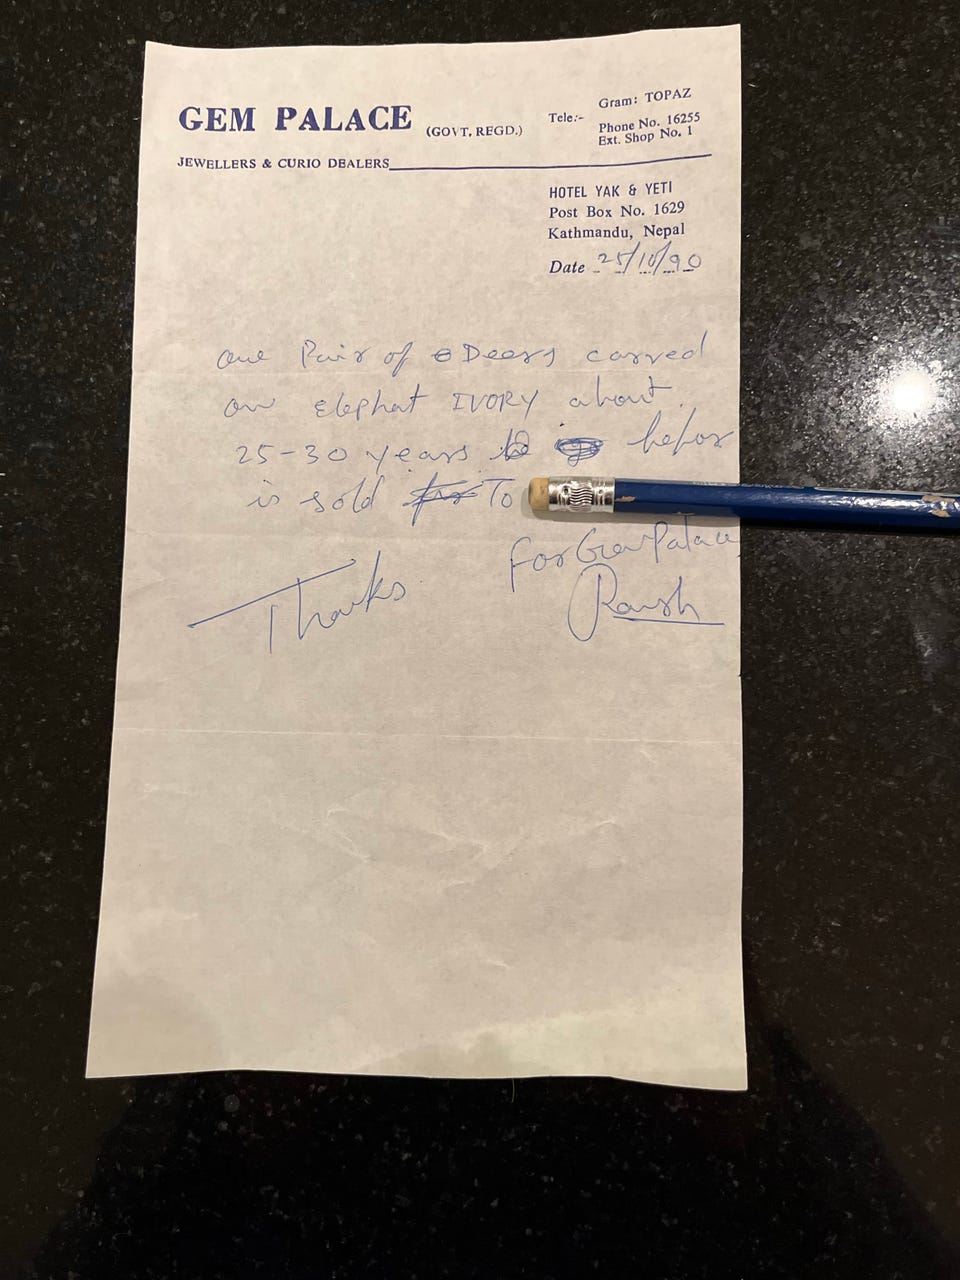 GEM PALACE (GOVT. REGD.)
JEWELLERS & CURIO DEALERS
Tele:-
Gram: TOPAZ
Phone No. 16255
Ext. Shop No. 1
HOTEL YAK & YETI
Post Box No. 1629
Kathmandu, Nepal
Date 25/10/90
one Pair of Deers carved
on elephat IVORY about
25-30 years befor
is sold To
For Gem Palace
Thanks